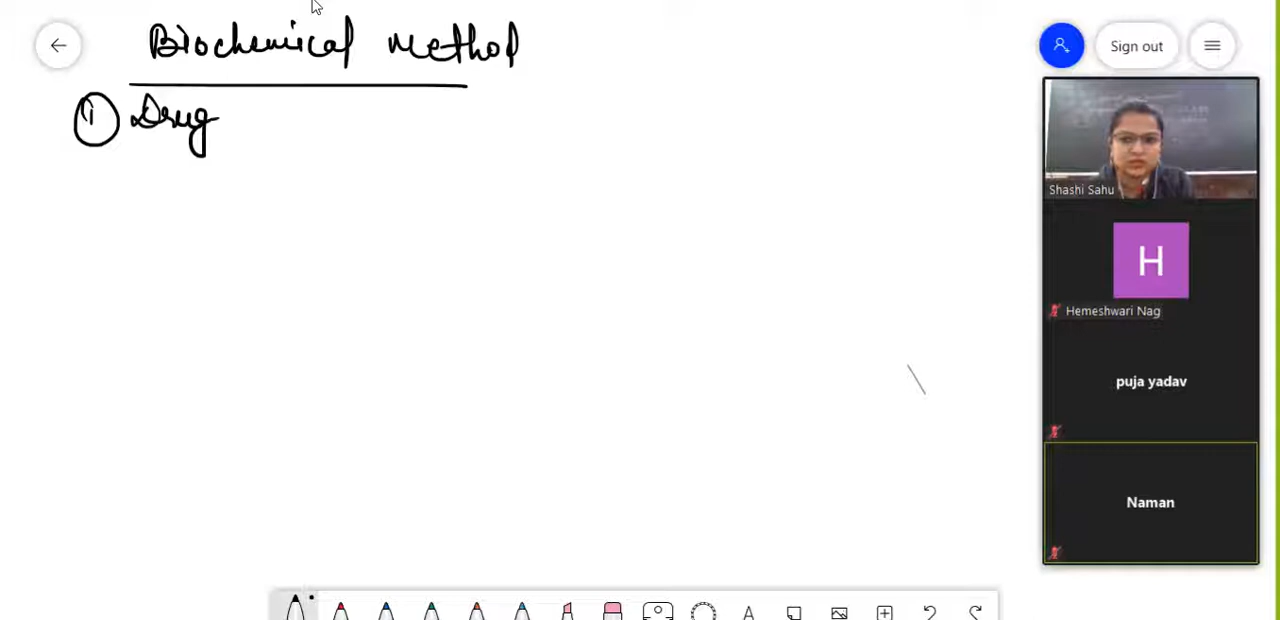 Biochemical Method
① Drug
Sign out
Shashi Sahu
H
Hemeshwari Nag
puja yadav
Naman
A